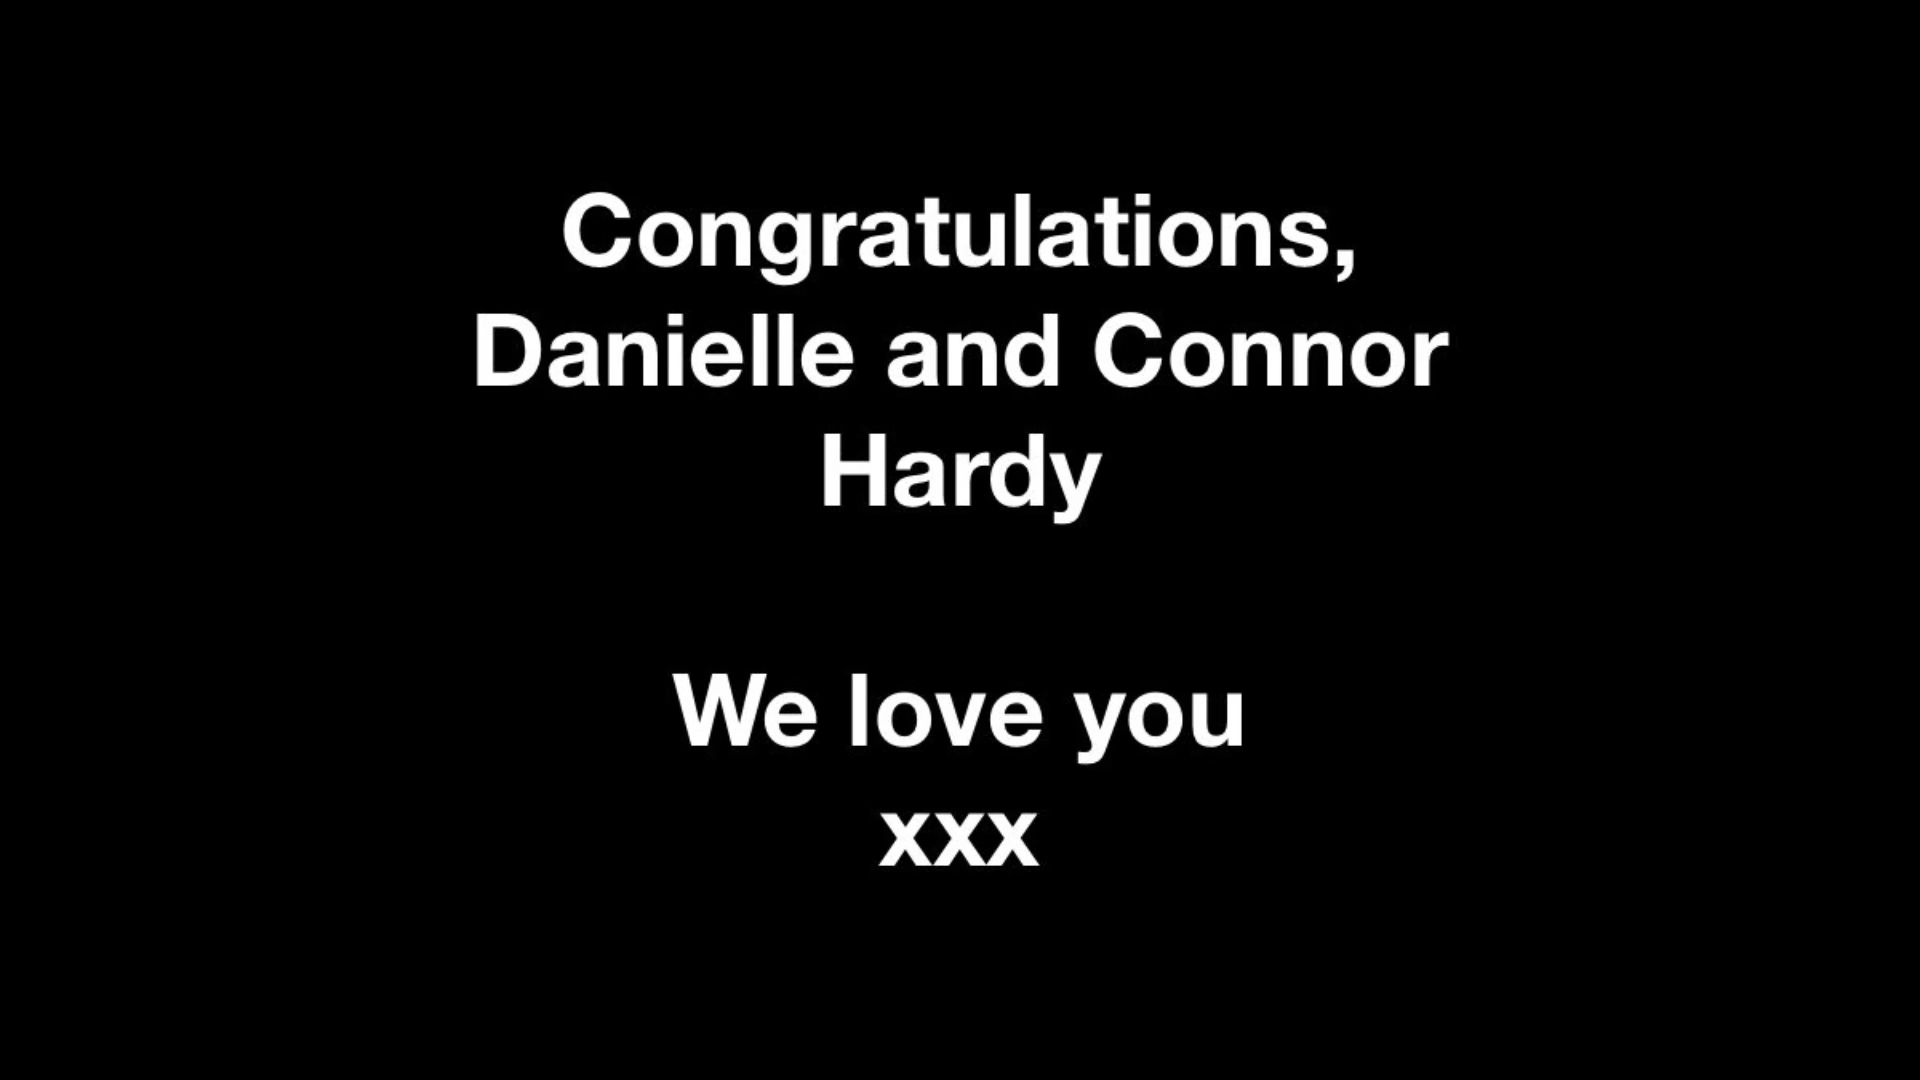 Congratulations,
Danielle and Connor
Hardy
We love you
xxx